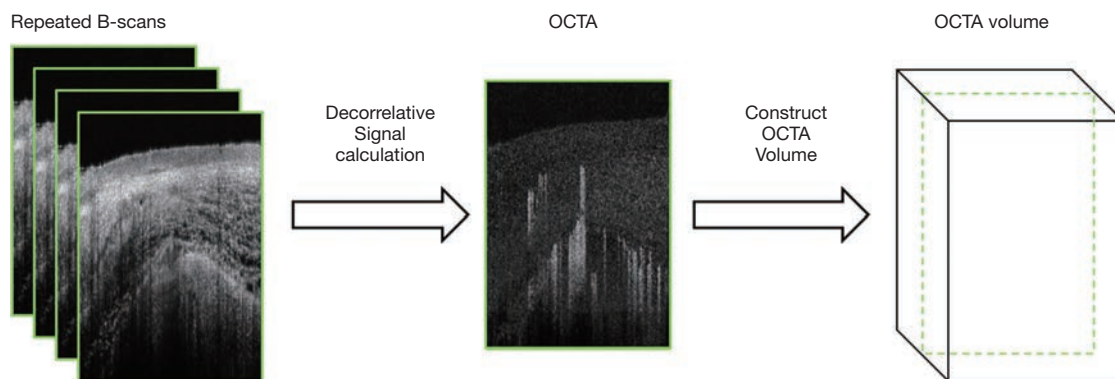 Repeated B-scans
OCTA
OCTA volume
Decorrelative
Signal
calculation
Construct
OCTA
Volume